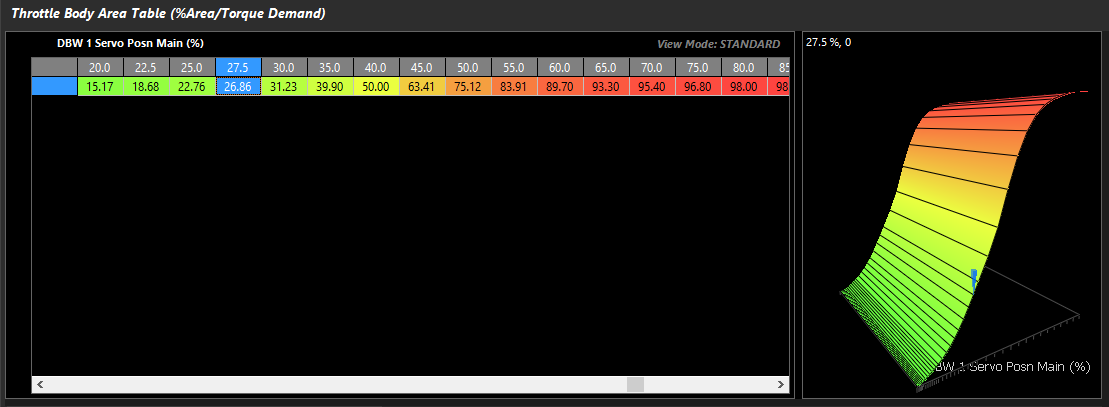 Throttle Body Area Table (%Area/Torque Demand)
DBW 1 Servo Posn Main (%)
View Mode: STANDARD
20.0 22.5 25.0 27.5 30.0 35.0 40.0 45.0 50.0 55.0 60.0 65.0 70.0 75.0 80.0 85
15.17 18.68 22.76 26.86 31.23 39.90 50.00 63.41 75.12 83.91 89.70 93.30 95.40 96.80 98.00 98
27.5 %, 0
BW 1 Servo Posn Main (%)